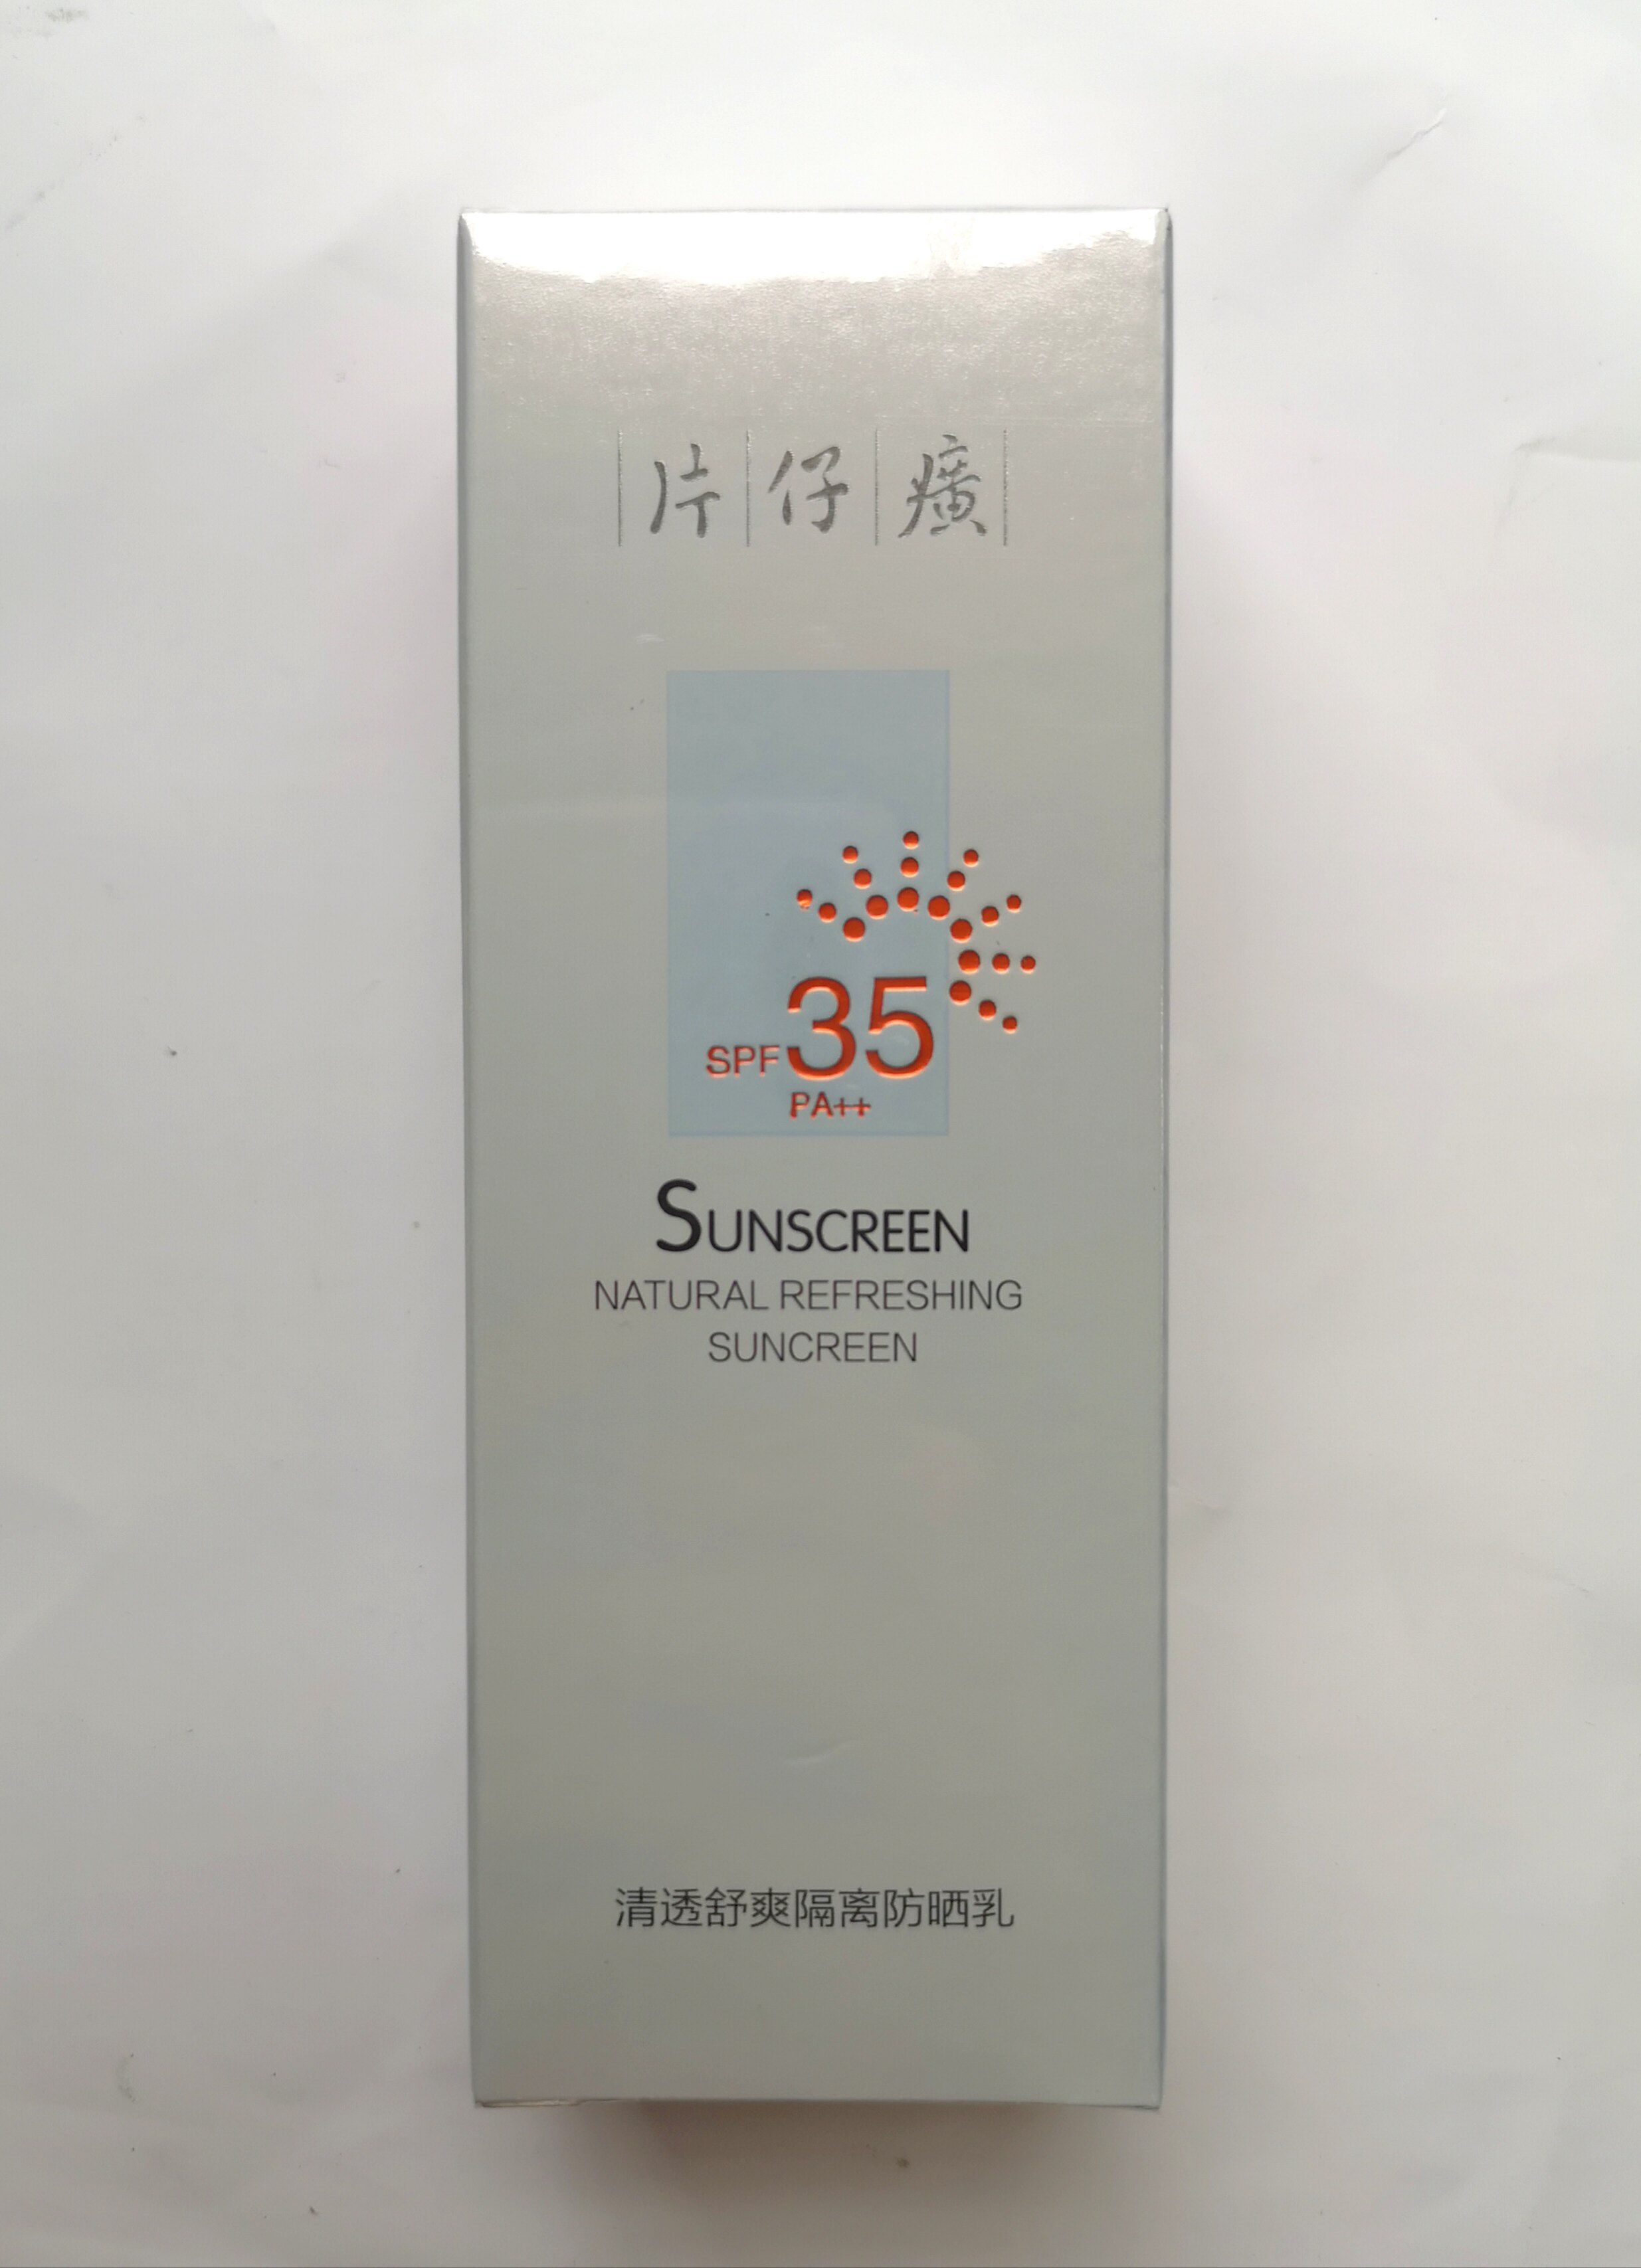 片仔癀
SPF35
PA++
SUNSCREEN
NATURAL REFRESHING
SUNCREEN
清透舒爽隔离防晒乳